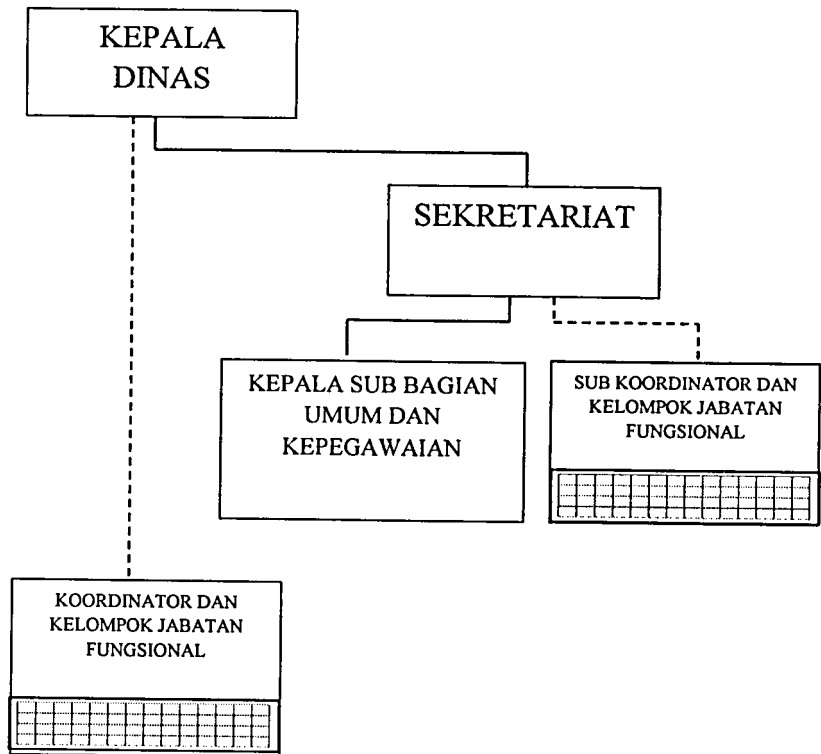 KEPALA
DINAS
SEKRETARIAT
KEPALA SUB BAGIAN
UMUM DAN
KEPEGAWAIAN
SUB KOORDINATOR DAN
KELOMPOK JABATAN
FUNGSIONAL
KOORDINATOR DAN
KELOMPOK JABATAN
FUNGSIONAL